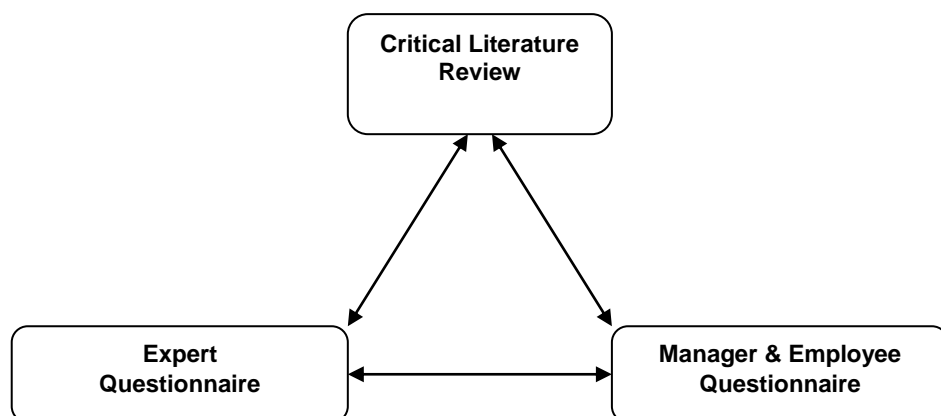 Critical Literature
Review
Expert
Questionnaire
Manager & Employee
Questionnaire